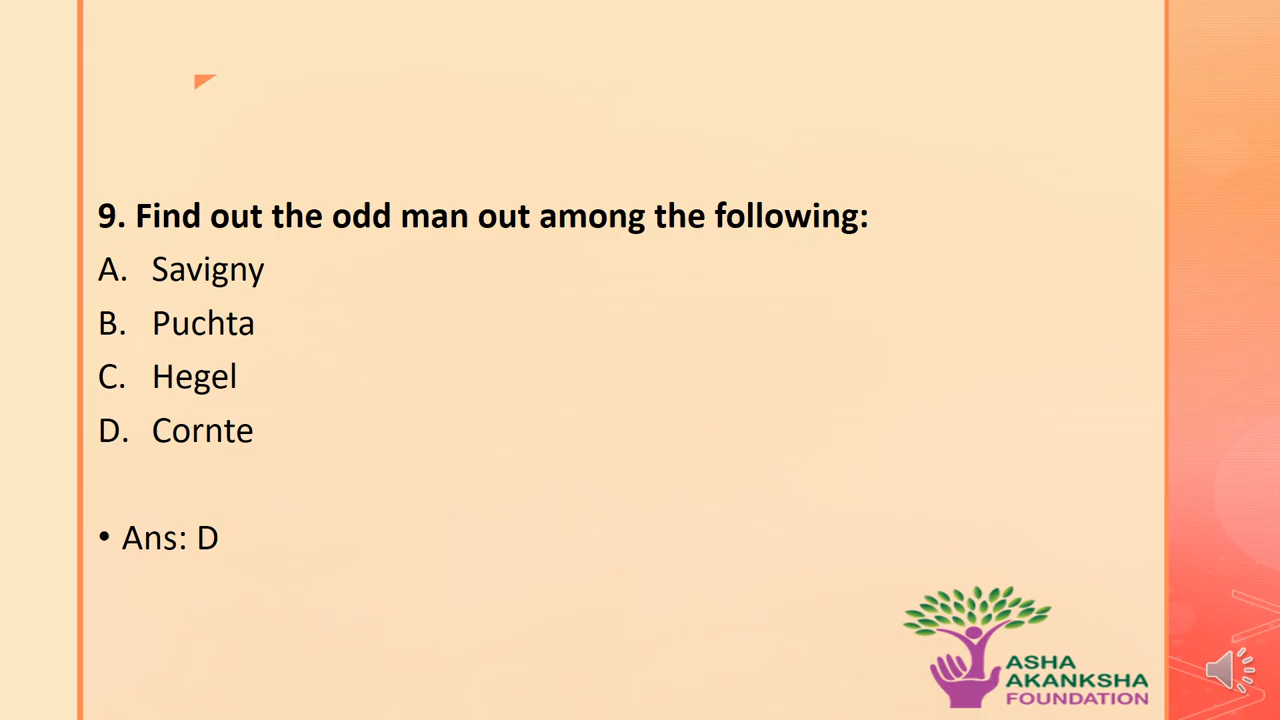 9. Find out the odd man out among the following:
A. Savigny
B. Puchta
C. Hegel
D. Cornte
• Ans: D
ASHA
AKANKSHA
FOUNDATION